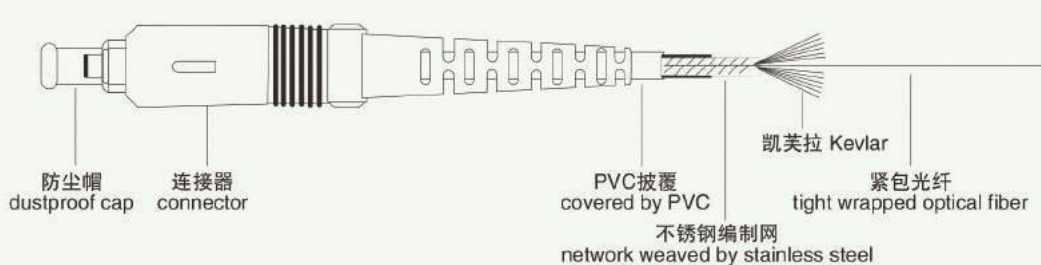 防尘帽
dustproof cap
连接器
connector
PVC披覆
covered by PVC
不锈钢编制网
network weaved by stainless steel
凯芙拉 Kevlar
紧包光纤
tight wrapped optical fiber